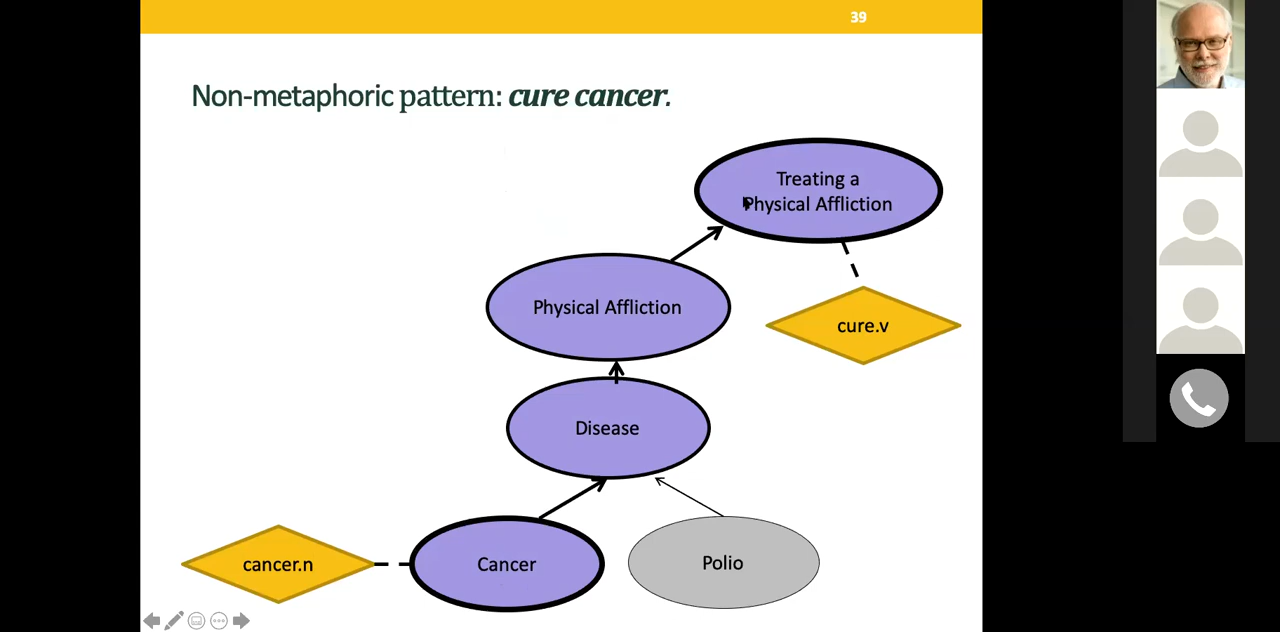 39
Non-metaphoric pattern: cure cancer.
Treating a
Physical Affliction
Physical Affliction
cure.v
Disease
cancer.n
Cancer
Polio